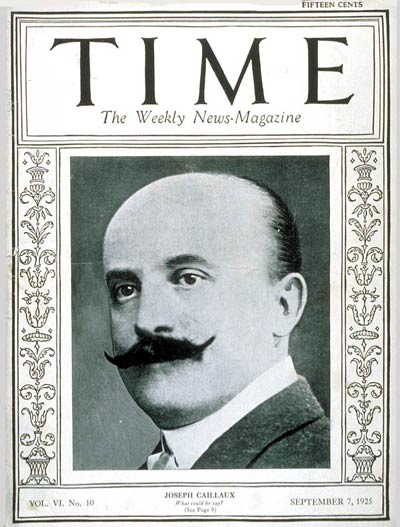 FIFTEEN CENTS
TIME
The Weekly News-Magazine
JOSEPH CAILLAUX
What could he say?
(See Page 9)
VOL. VI. No. 10
SEPTEMBER 7, 1925